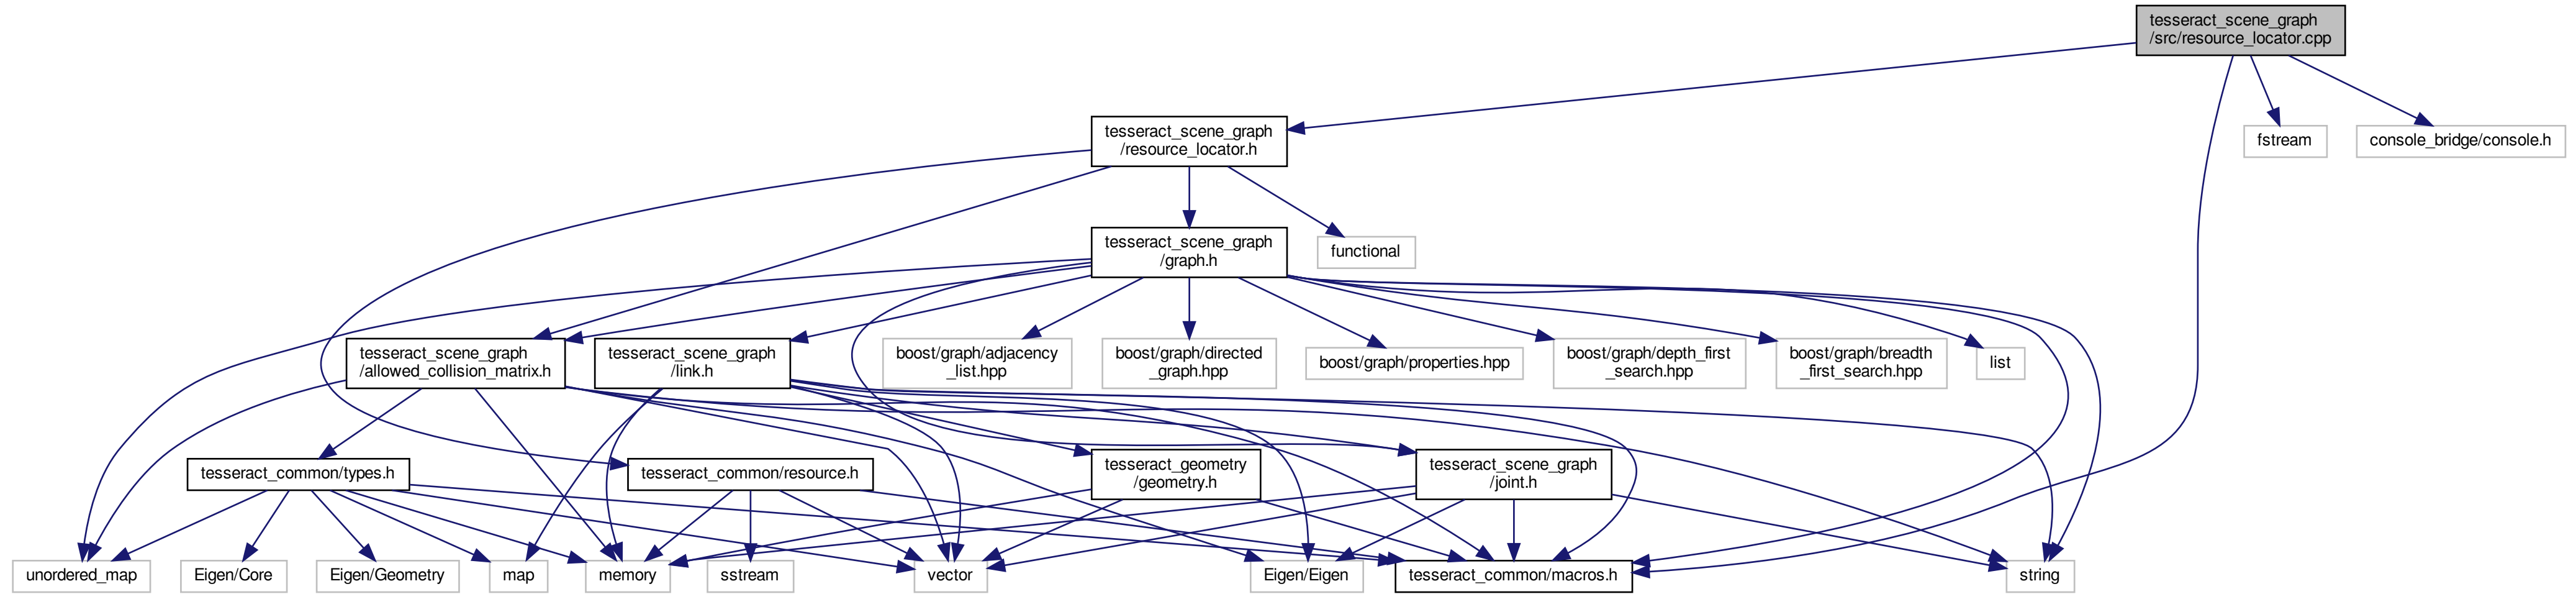 tesseract_scene_graph
/src/resource_locator.cpp
tesseract_scene_graph
/resource_locator.h
fstream
console_bridge/console.h
tesseract_scene_graph
/graph.h
functional
tesseract_scene_graph
/allowed_collision_matrix.h
tesseract_scene_graph
/link.h
boost/graph/adjacency
_list.hpp
boost/graph/directed
_graph.hpp
boost/graph/properties.hpp
boost/graph/depth_first
_search.hpp
boost/graph/breadth
_first_search.hpp
list
tesseract_common/types.h
tesseract_common/resource.h
tesseract_geometry
/geometry.h
tesseract_scene_graph
/joint.h
unordered_map
Eigen/Core
Eigen/Geometry
map
memory
sstream
vector
Eigen/Eigen
tesseract_common/macros.h
string